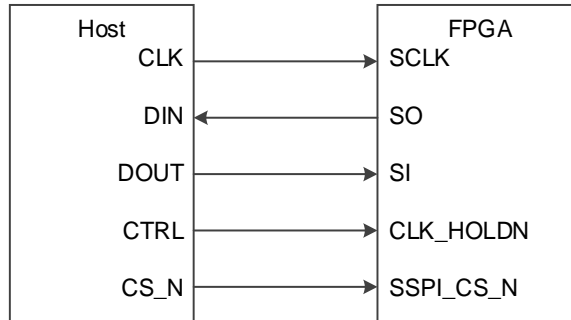 Host FPGA
CLK SCLK
DIN SO
DOUT SI
CTRL CLK_HOLDN
CS_N SSPI_CS_N